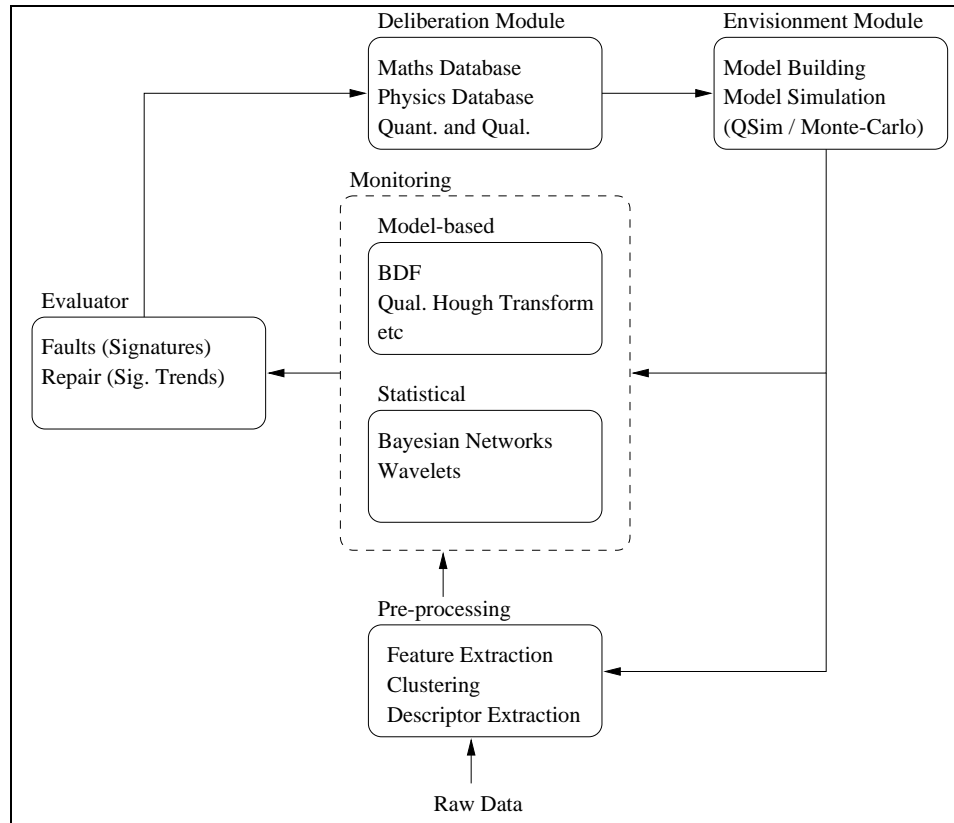 Deliberation Module
Maths Database
Physics Database
Quant. and Qual.
Envisionment Module
Model Building
Model Simulation
(QSim / Monte-Carlo)
Monitoring
Model-based
BDF
Qual. Hough Transform
etc
Evaluator
Faults (Signatures)
Repair (Sig. Trends)
Statistical
Bayesian Networks
Wavelets
Pre-processing
Feature Extraction
Clustering
Descriptor Extraction
Raw Data